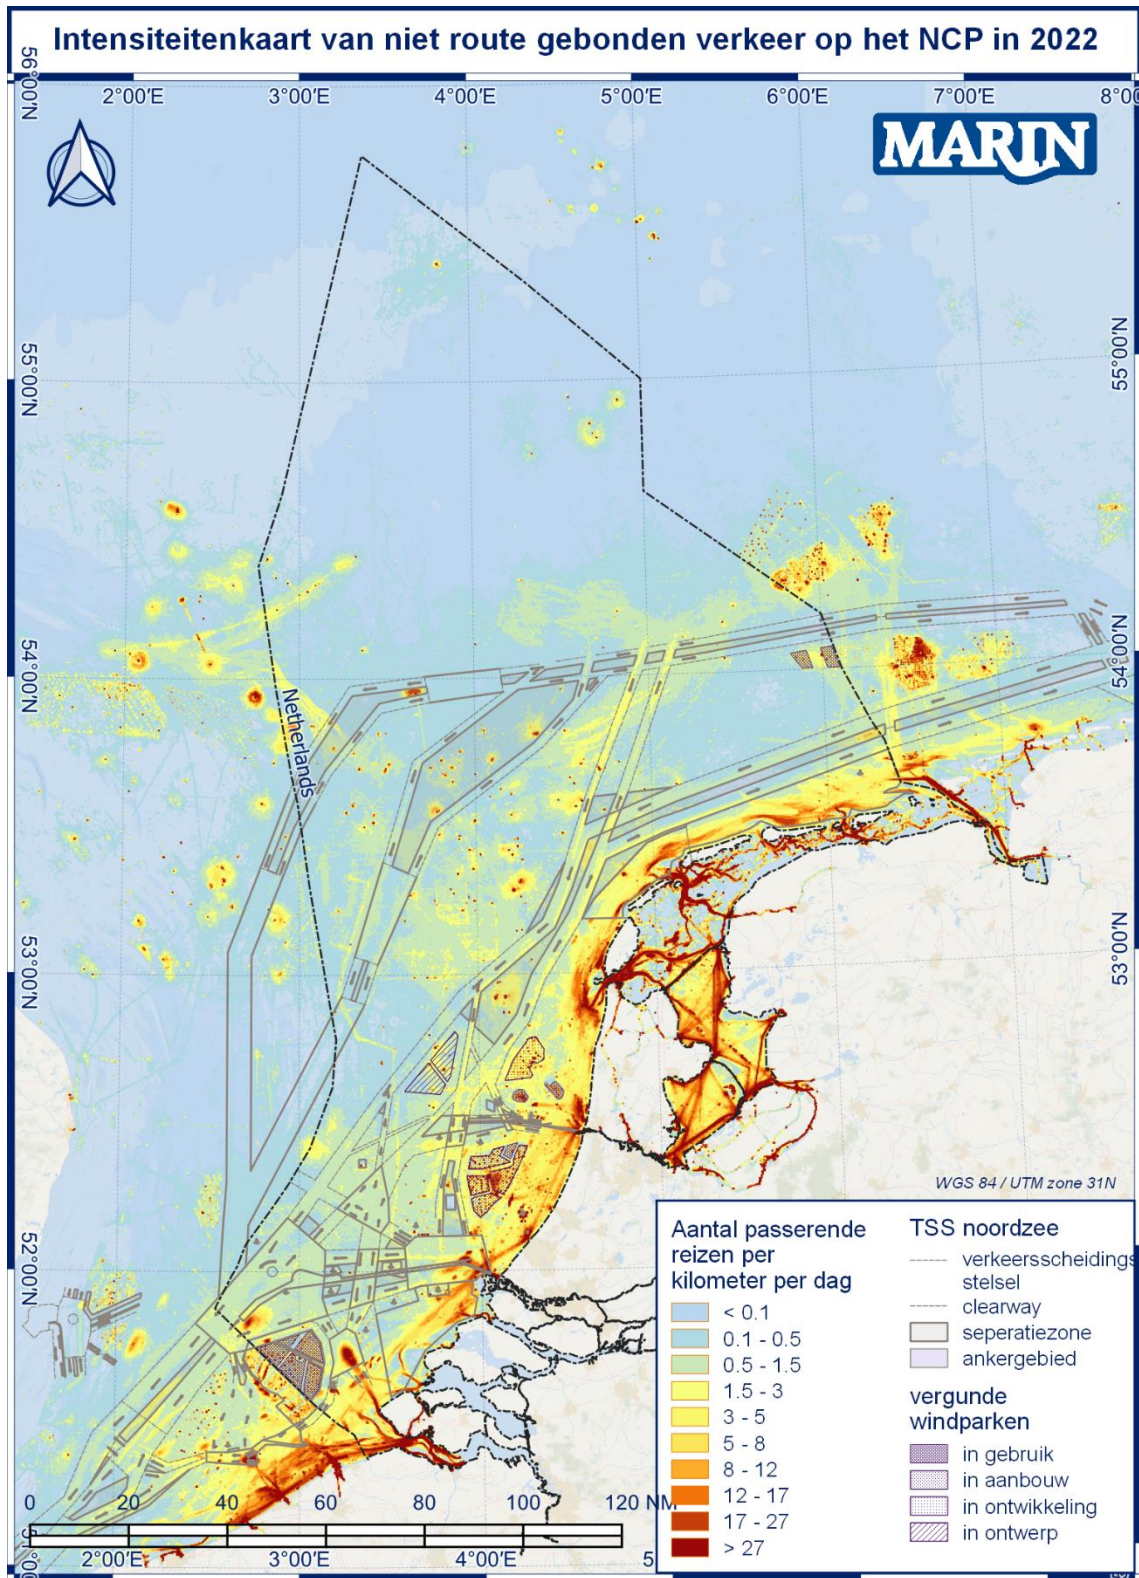 Intensiteitenkaart van niet route gebonden verkeer op het NCP in 2022
56°00'N
2°00'E 3°00'E 4°00'E 5°00'E 6°00'E 7°00'E 8°0
MARIN
55°00'N 55°00'N
54°00'N 54°00'N
Netherlands
53°00'N 53°00'N
52°00'N
WGS 84 / UTM zone 31N
Aantal passerende
reizen per
kilometer per dag
< 0.1
0.1 - 0.5
0.5 - 1.5
1.5 - 3
3 - 5
5 - 8
8 - 12
12 - 17
17 - 27
> 27
TSS noordzee
verkeersscheidings
stelsel
clearway
seperatiezone
ankergebied
vergunde
windparken
in gebruik
in aanbouw
in ontwikkeling
in ontwerp
0 20 40 60 80 100 120 NM
2°00'E 3°00'E 4°00'E 5